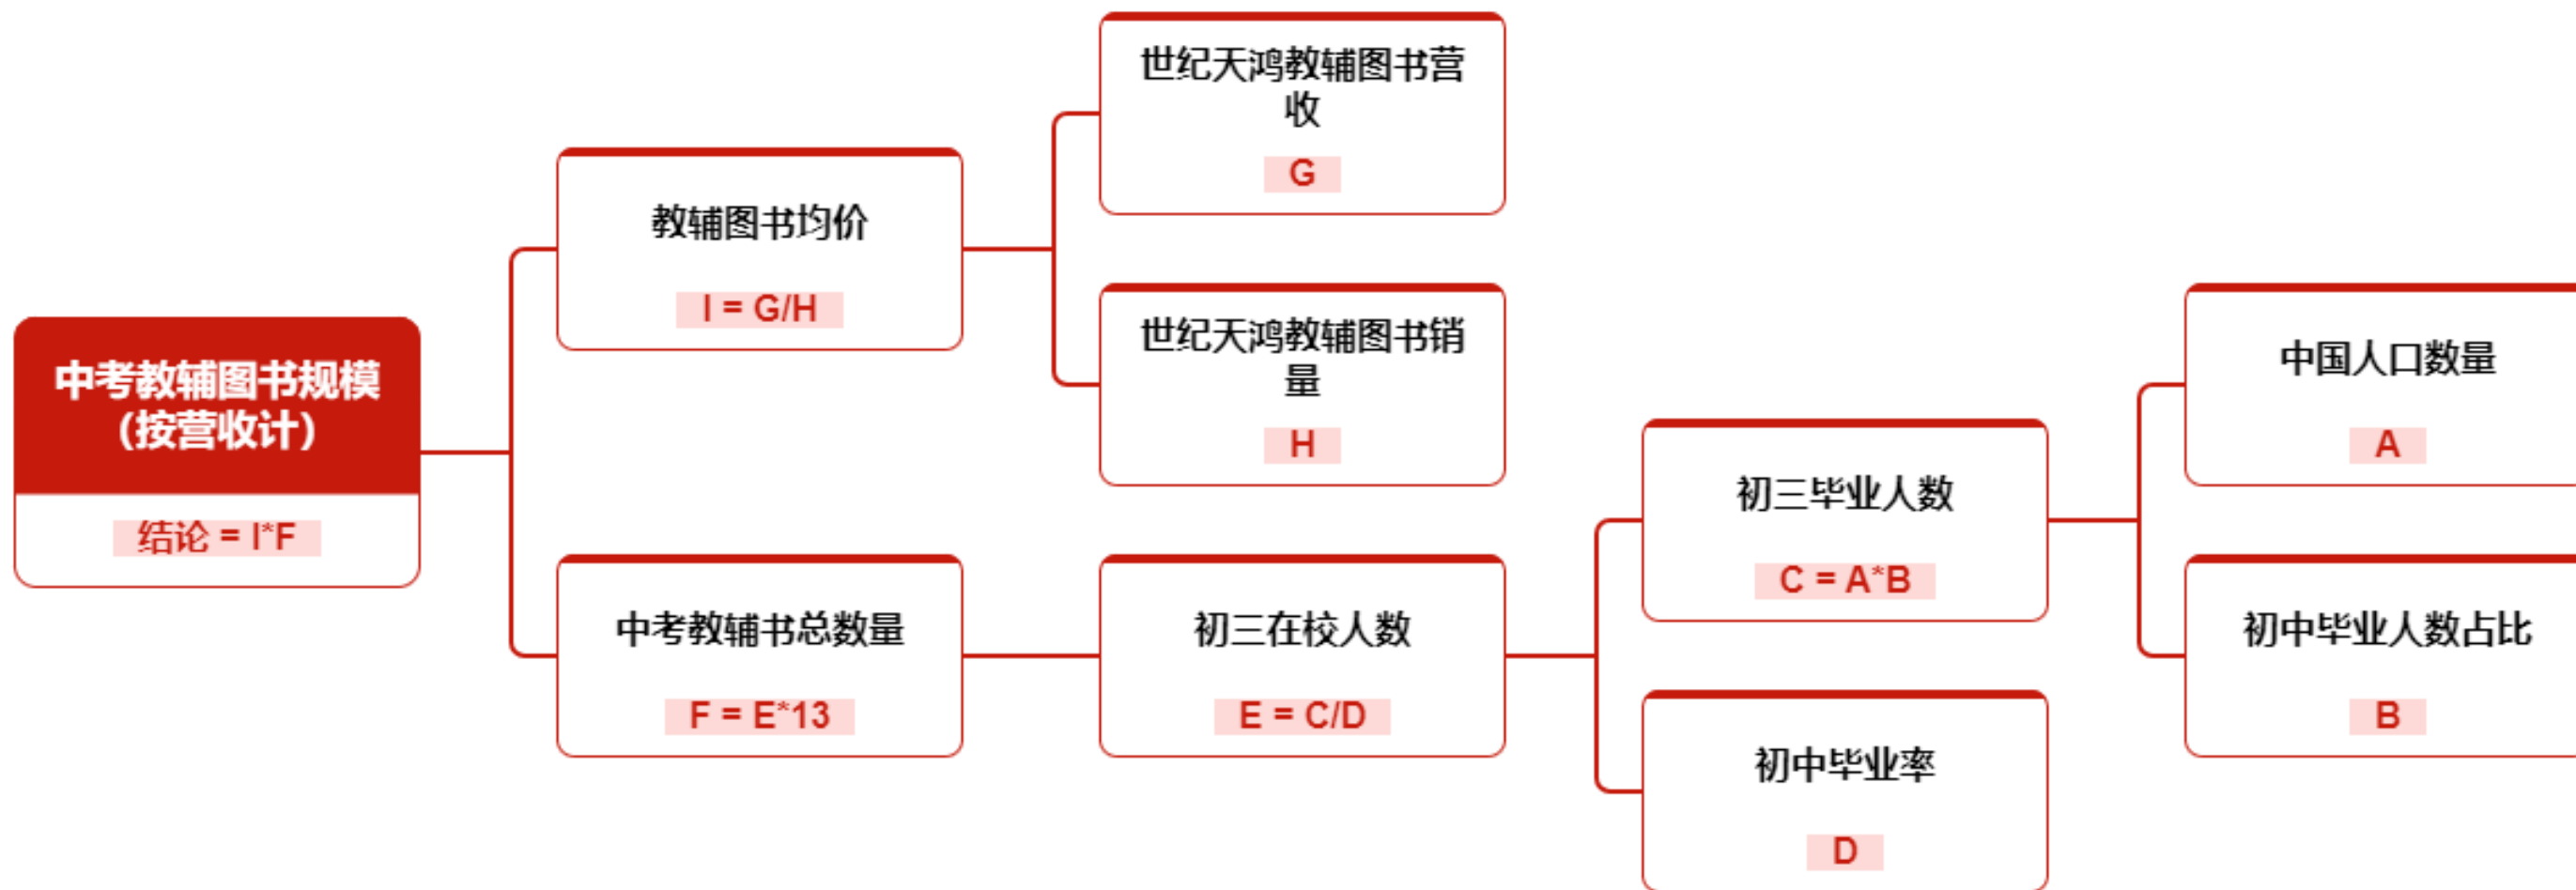 中考教辅图书规模
（按营收计）
结论 = I*F
教辅图书均价
I = G/H
世纪天鸿教辅图书营
收
G
世纪天鸿教辅图书销
量
H
中考教辅书总数量
F = E*13
初三在校人数
E = C/D
初三毕业人数
C = A*B
中国人口数量
A
初中毕业人数占比
B
初中毕业率
D